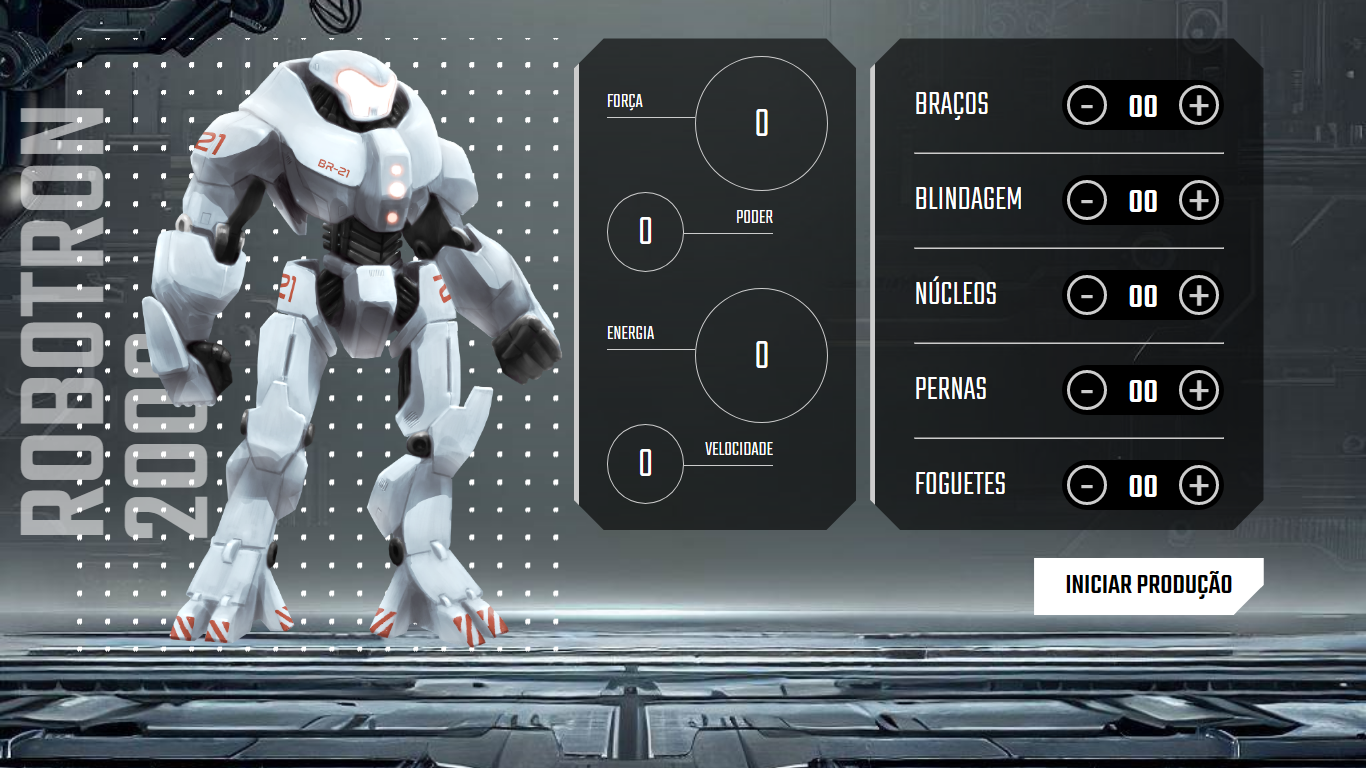 ROBOTRON
2000
21
BR-21
21
FORÇA
0
PODER
0
ENERGIA
0
VELOCIDADE
0
BRAÇOS
- 00 +
BLINDAGEM
- 00 +
NÚCLEOS
- 00 +
PERNAS
- 00 +
FOGUETES
- 00 +
INICIAR PRODUÇÃO